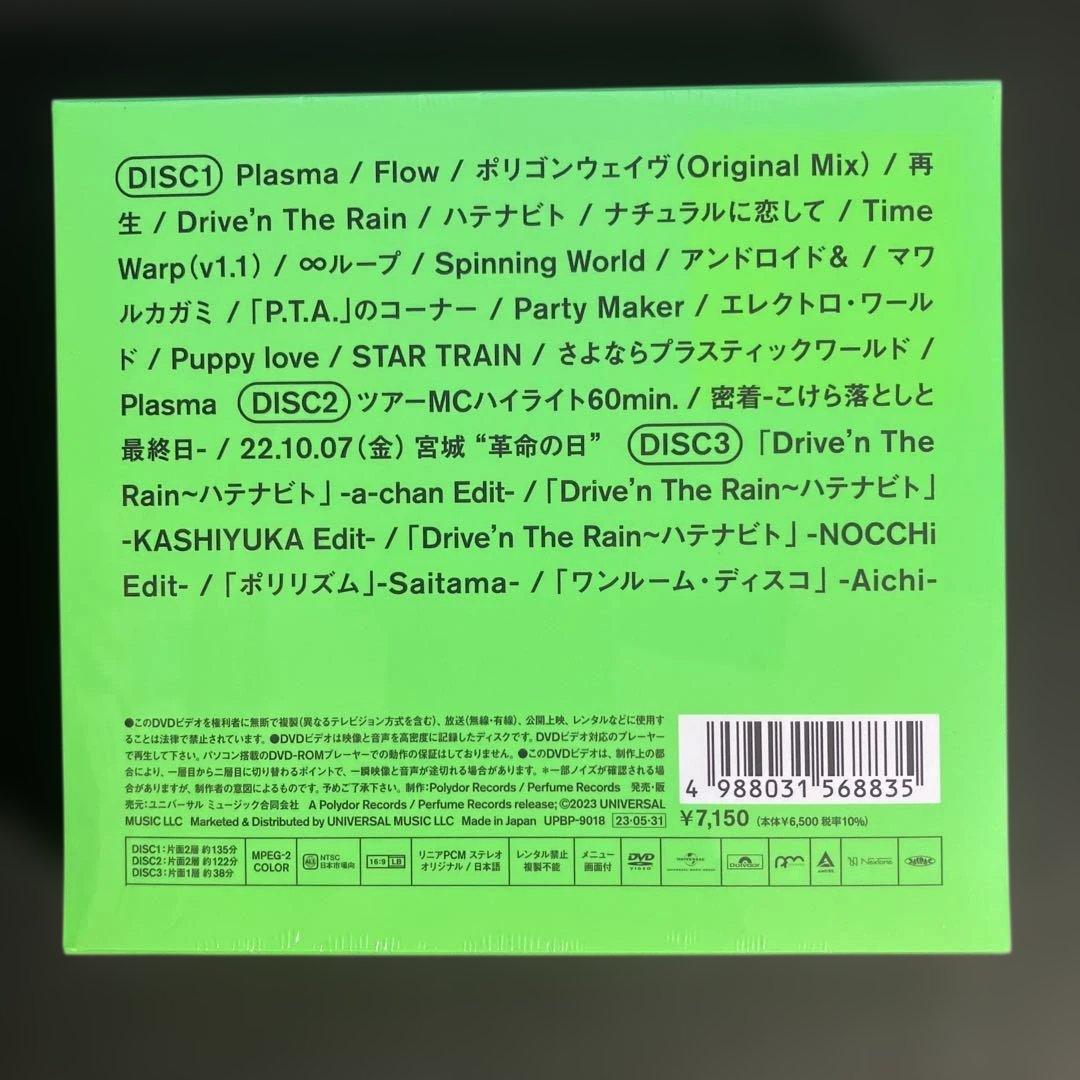 DISC1 Plasma / Flow / ポリゴンウェイヴ(Original Mix) / 再
生 / Drive'n The Rain / ハテナビト / ナチュラルに恋して / Time
Warp(v1.1) / ∞ループ / Spinning World / アンドロイド& / マワ
ルカガミ / 「P.T.A.」のコーナー / Party Maker / エレクトロ・ワール
ド / Puppy love / STAR TRAIN / さよならプラスティックワールド /
Plasma DISC2 ツアーMCハイライト60min. / 密着-こけら落としと
最終日- / 22.10.07(金) 宮城 “革命の日” DISC3 「Drive'n The
Rain~ハテナビト」 -a-chan Edit- / 「Drive'n The Rain~ハテナビト」
-KASHIYUKA Edit- / 「Drive'n The Rain~ハテナビト」 -NOCCHi
Edit- / 「ポリリズム」-Saitama- / 「ワンルーム・ディスコ」 -Aichi-
●このDVDビデオを権利者に無断で複製(異なるテレビジョン方式を含む)、放送(無線・有線)、公開上映、レンタルなどに使用す
ることは法律で禁止されています。●DVDビデオは映像と音声を高密度に記録したディスクです。DVDビデオ対応のプレーヤー
で再生して下さい。パソコン搭載のDVD-ROMプレーヤーでの動作の保証はしておりません。●このDVDビデオは、制作上の都
合により、一層目から二層目に切り替わるポイントで、一瞬映像と音声が途切れる場合があります。*一部ノイズが確認される場
合がありますが、制作者の意図によるものです。予めご了承下さい。制作:Polydor Records / Perfume Records 発売・販
売元:ユニバーサル ミュージック合同会社 A Polydor Records / Perfume Records release; ©2023 UNIVERSAL
MUSIC LLC Marketed & Distributed by UNIVERSAL MUSIC LLC Made in Japan UPBP-9018 23・05・31
4 988031 568835
¥7,150 (本体¥6,500 税率10%)
DISC1:片面2層 約135分
DISC2:片面2層 約122分
DISC3:片面1層 約38分
MPEG-2
COLOR
ALL
NTSC
日本市場向
16:9 LB
リニアPCM ステレオ
オリジナル / 日本語
レンタル禁止
複製不能
メニュー
画面付
DVD
VIDEO
UNIVERSAL
UNIVERSAL MUSIC GROUP
Polydor
AMUSE
NexTone
JASRAC